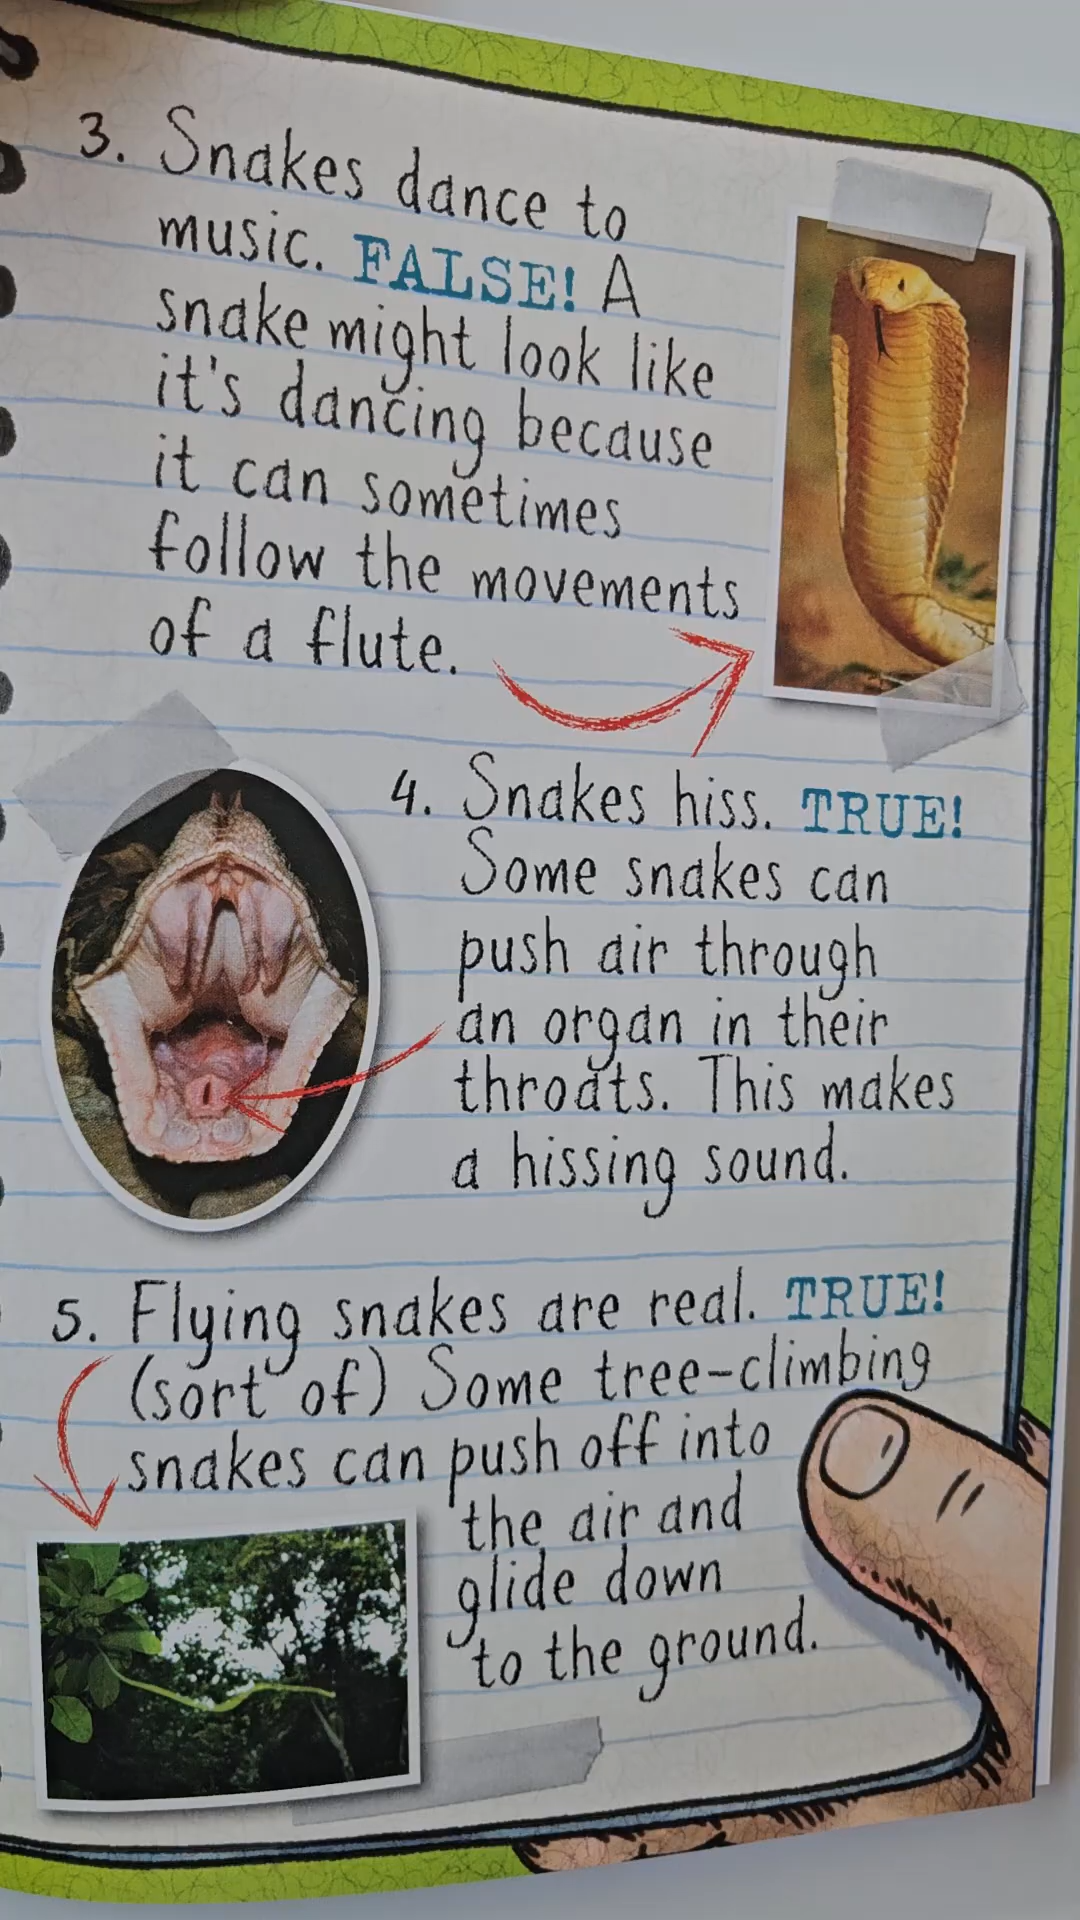 3. Snakes dance to
music. FALSE! A
snake might look like
it's dancing because
it can sometimes
follow the movements
of a flute.
4. Snakes hiss. TRUE!
Some snakes can
push air through
an organ in their
throats. This makes
a hissing sound.
5. Flying snakes are real. TRUE!
(sort of) Some tree-climbing
snakes can push off into
the air and
glide down
to the ground.